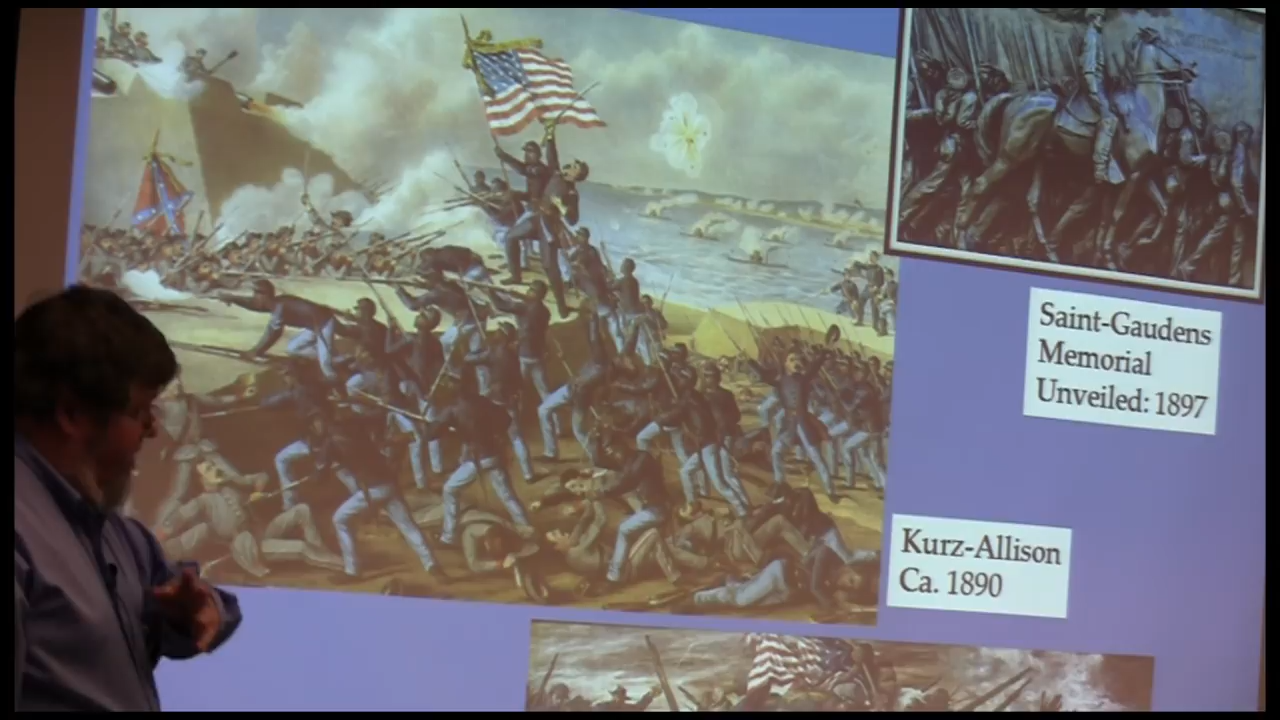 Saint-Gaudens
Memorial
Unveiled: 1897
Kurz-Allison
Ca. 1890